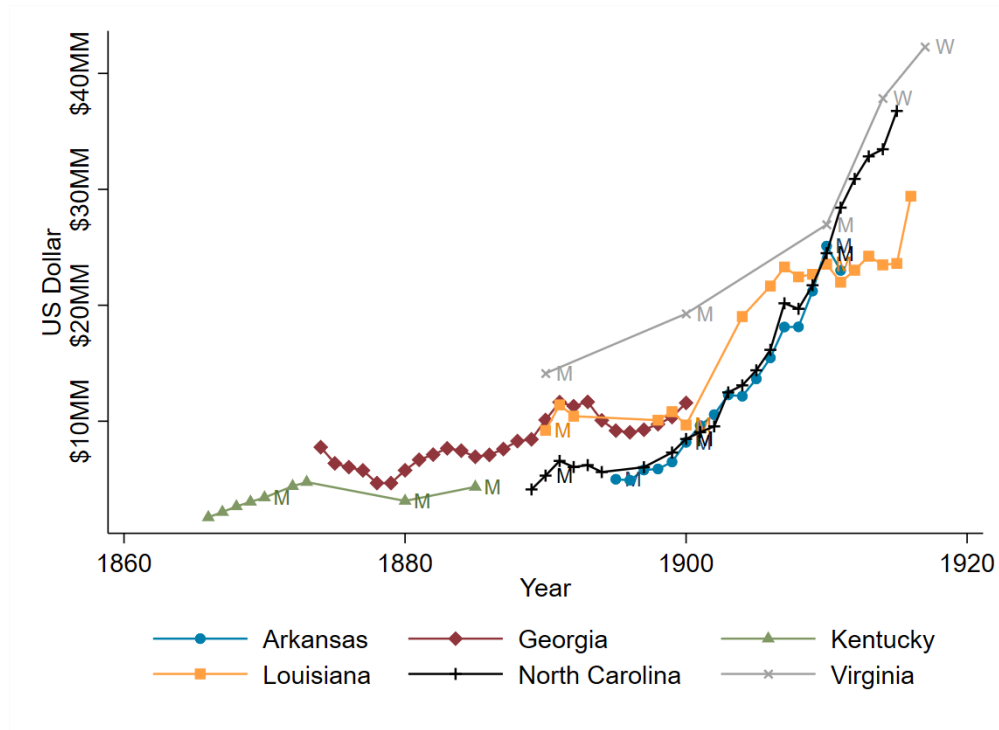 US Dollar
$40MM
$30MM
$20MM
$10MM
W
W
M
M
M
M
M
M
M
M
M
M
M
M
M
M
1860 1880 1900 1920
Year
Arkansas Georgia Kentucky
Louisiana North Carolina Virginia